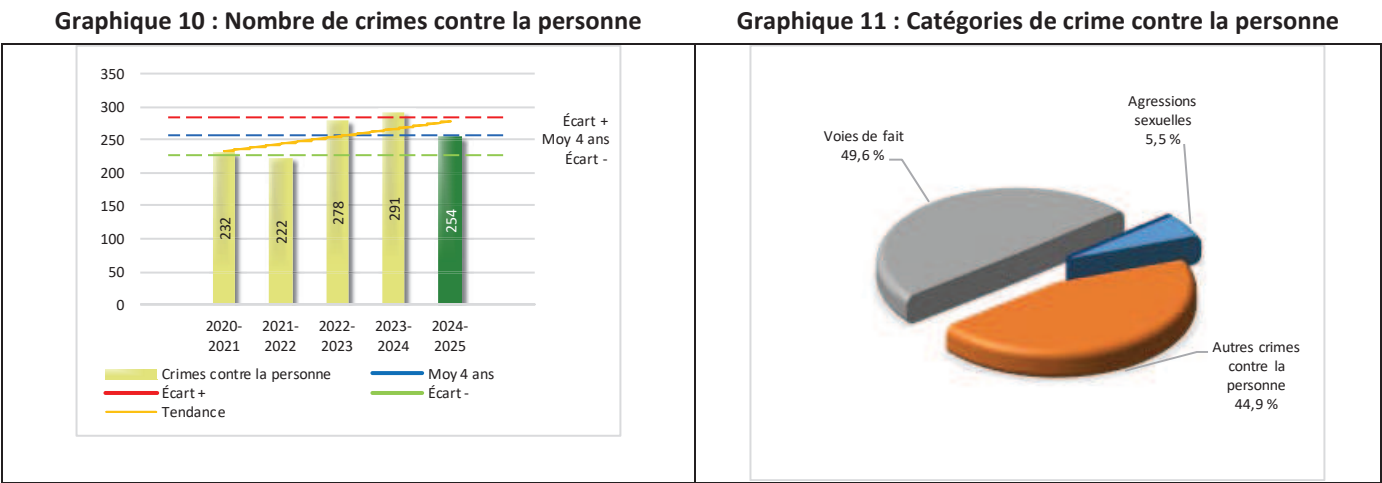 Graphique 10 : Nombre de crimes contre la personne
350
300
250
200
150
100
50
0
Écart +
Moy 4 ans
Écart -
232
222
278
291
254
2020-
2021
2021-
2022
2022-
2023
2023-
2024
2024-
2025
Crimes contre la personne
Moy 4 ans
Écart +
Écart -
Tendance
Graphique 11 : Catégories de crime contre la personne
Voies de fait
49,6 %
Agressions
sexuelles
5,5 %
Autres crimes
contre la
personne
44,9 %